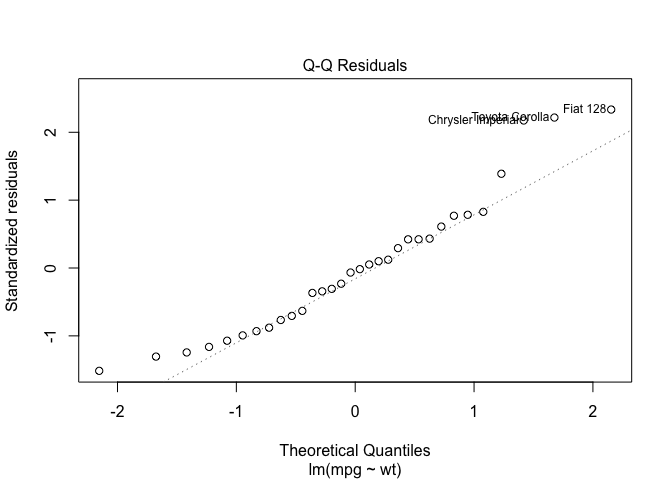 Q-Q Residuals
Fiat 128
Toyota Corolla
Chrysler Imperial
Standardized residuals
2
1
0
-1
-2
-1
0
1
2
Theoretical Quantiles
lm(mpg ~ wt)